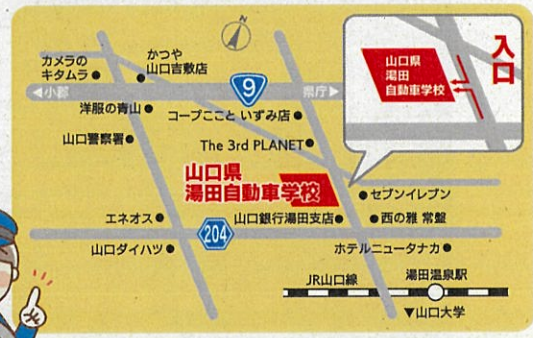 N
カメラの
キタムラ
かつや
山口吉敷店
9
◀小郡
県庁▶
洋服の青山
コープここと いずみ店
山口警察署
The 3rd PLANET
山口県
湯田自動車学校
山口県
湯田
自動車学校
入口
セブンイレブン
エネオス
204
山口銀行湯田支店
西の雅 常盤
山口ダイハツ
ホテルニュータナカ
JR山口線
湯田温泉駅
▼山口大学